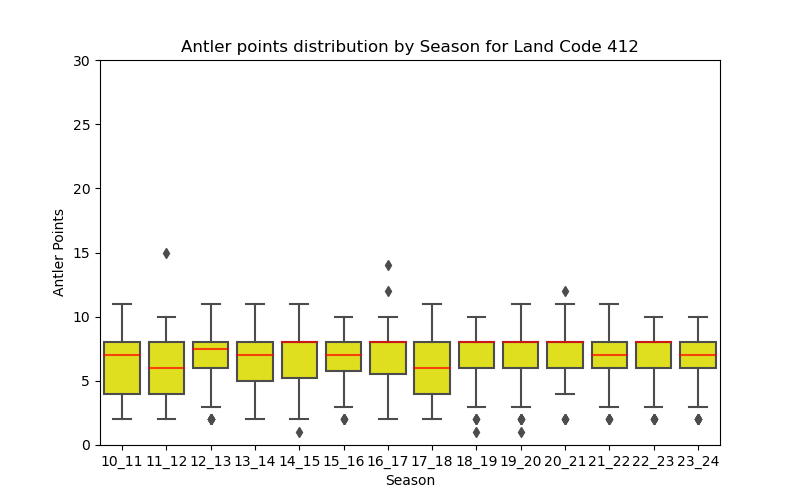 Antler points distribution by Season for Land Code 412
30
25
20
15
10
5
0
Antler Points
10_11 11_12 12_13 13_14 14_15 15_16 16_17 17_18 18_19 19_20 20_21 21_22 22_23 23_24
Season